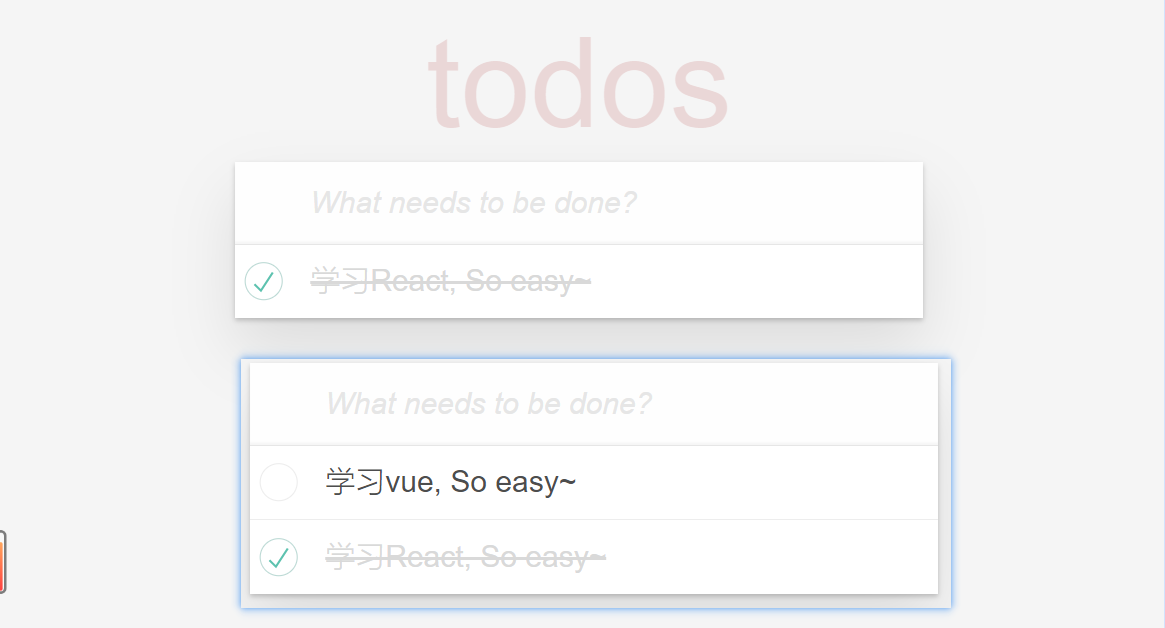 todos
What needs to be done?
学习React, So easy~
What needs to be done?
学习vue, So easy~
学习React, So easy~